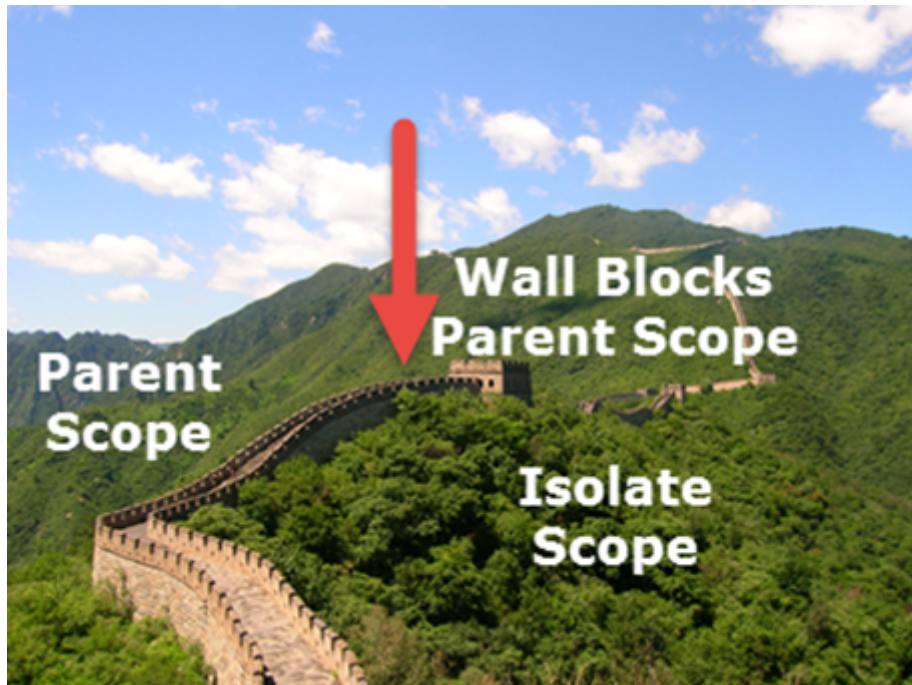 Wall Blocks
Parent Scope
Parent
Scope
Isolate
Scope